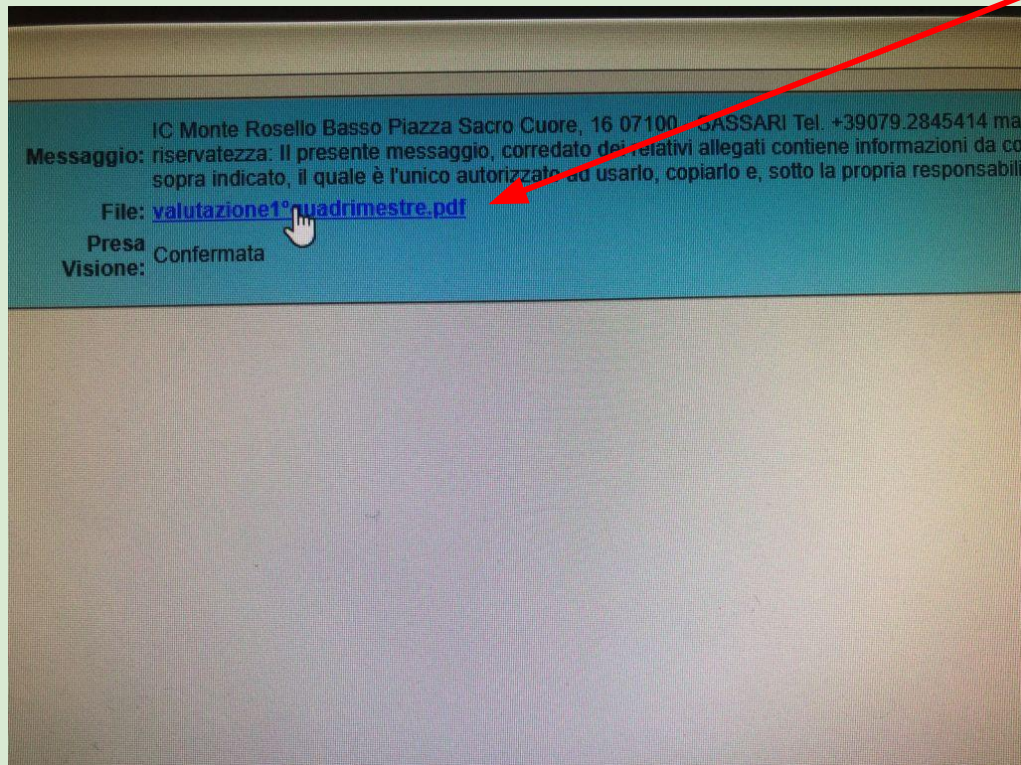 IC Monte Rosello Basso Piazza Sacro Cuore, 16 07100 - SASSARI Tel. +39079.2845414 ma
Messaggio: riservatezza: Il presente messaggio, corredato dei relativi allegati contiene informazioni da co
sopra indicato, il quale è l'unico autorizzato ad usarlo, copiarlo e, sotto la propria responsabili
File: valutazione1°quadrimestre.pdf
Presa
Visione: Confermata